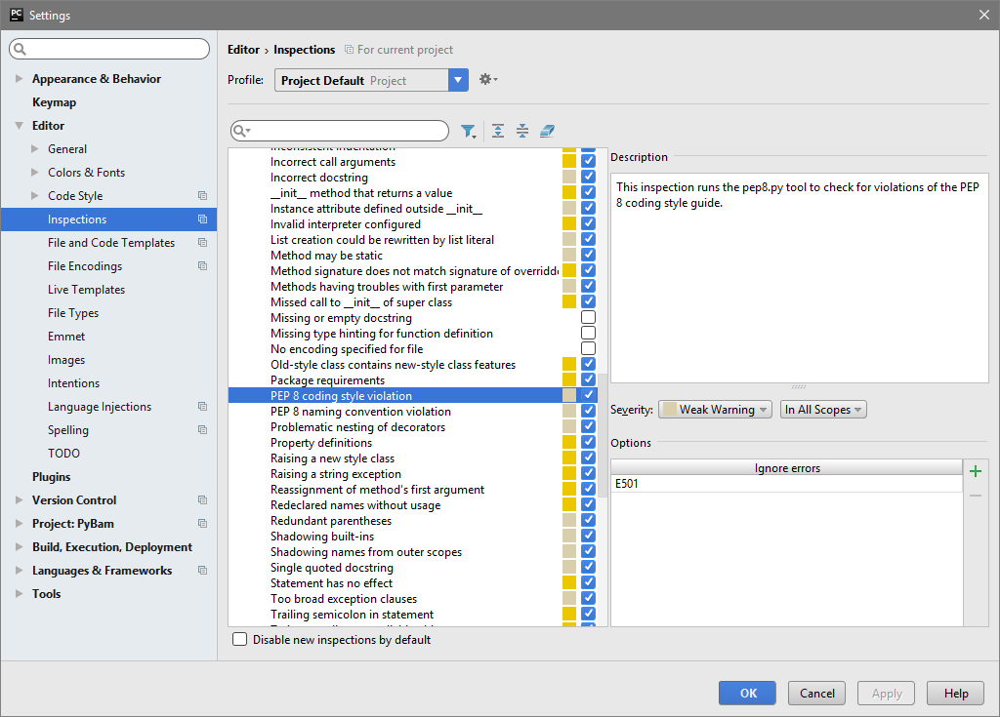 PC Settings
Appearance & Behavior
Keymap
Editor
General
Colors & Fonts
Code Style
Inspections
File and Code Templates
File Encodings
Live Templates
File Types
Emmet
Images
Intentions
Language Injections
Spelling
TODO
Plugins
Version Control
Project: PyBam
Build, Execution, Deployment
Languages & Frameworks
Tools
Editor › Inspections For current project
Profile: Project Default Project
Inconsistent indentation
Incorrect call arguments
Incorrect docstring
__init__ method that returns a value
Instance attribute defined outside __init__
Invalid interpreter configured
List creation could be rewritten by list literal
Method may be static
Method signature does not match signature of overridde
Methods having troubles with first parameter
Missed call to __init__ of super class
Missing or empty docstring
Missing type hinting for function definition
No encoding specified for file
Old-style class contains new-style class features
Package requirements
PEP 8 coding style violation
PEP 8 naming convention violation
Problematic nesting of decorators
Property definitions
Raising a new style class
Raising a string exception
Reassignment of method's first argument
Redeclared names without usage
Redundant parentheses
Shadowing built-ins
Shadowing names from outer scopes
Single quoted docstring
Statement has no effect
Too broad exception clauses
Trailing semicolon in statement
Disable new inspections by default
Description
This inspection runs the pep8.py tool to check for violations of the PEP
8 coding style guide.
Severity: Weak Warning In All Scopes
Options
Ignore errors
E501
OK Cancel Apply Help